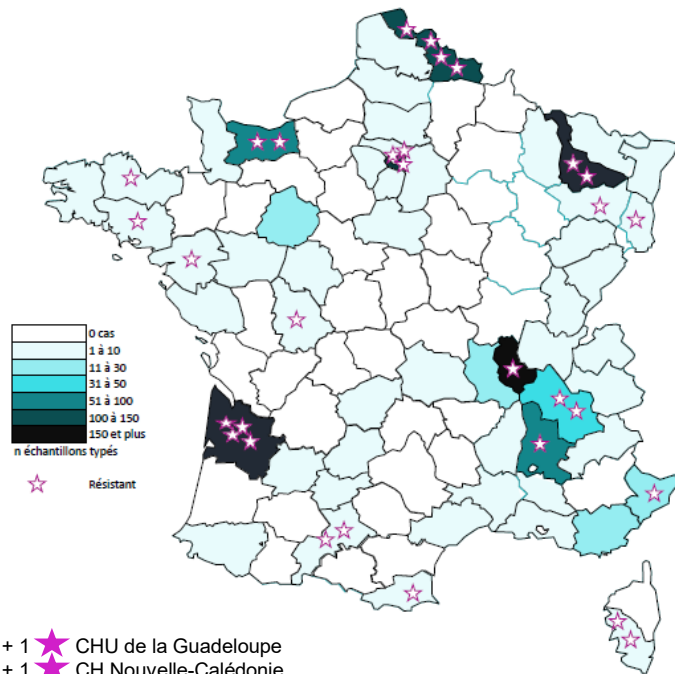 0 cas
1 à 10
11 à 30
31 à 50
51 à 100
100 à 150
150 et plus
n échantillons typés
Résistant
+ 1 CHU de la Guadeloupe
+ 1 CH Nouvelle-Calédonie